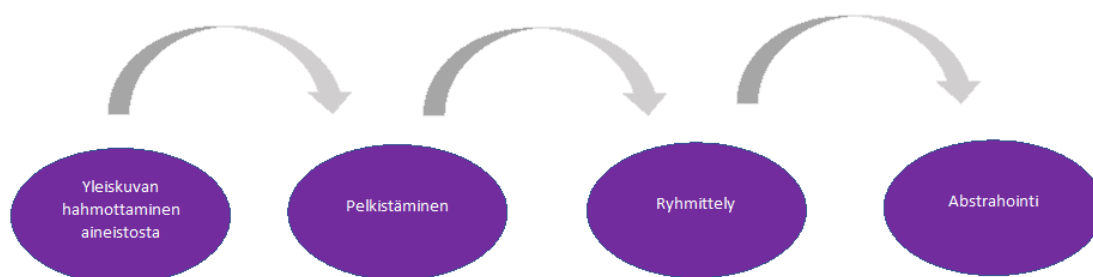 Yleiskuvan
hahmottaminen
aineistosta
Pelkistäminen
Ryhmittely
Abstrahointi